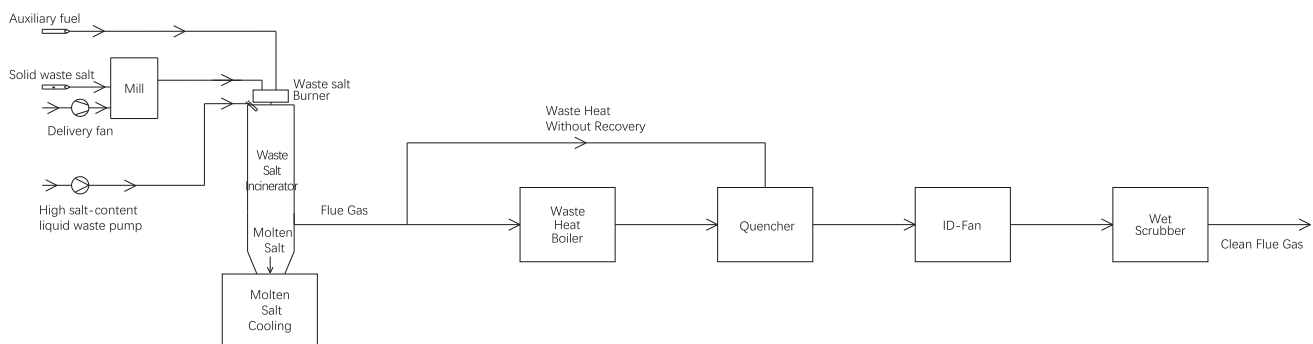 Auxiliary fuel
Solid waste salt
Mill
Delivery fan
High salt-content
liquid waste pump
Waste salt
Burner
Waste
Salt
Incinerator
Molten
Salt
Molten
Salt
Cooling
Flue Gas
Waste Heat
Without Recovery
Waste
Heat
Boiler
Quencher
ID-Fan
Wet
Scrubber
Clean Flue Gas